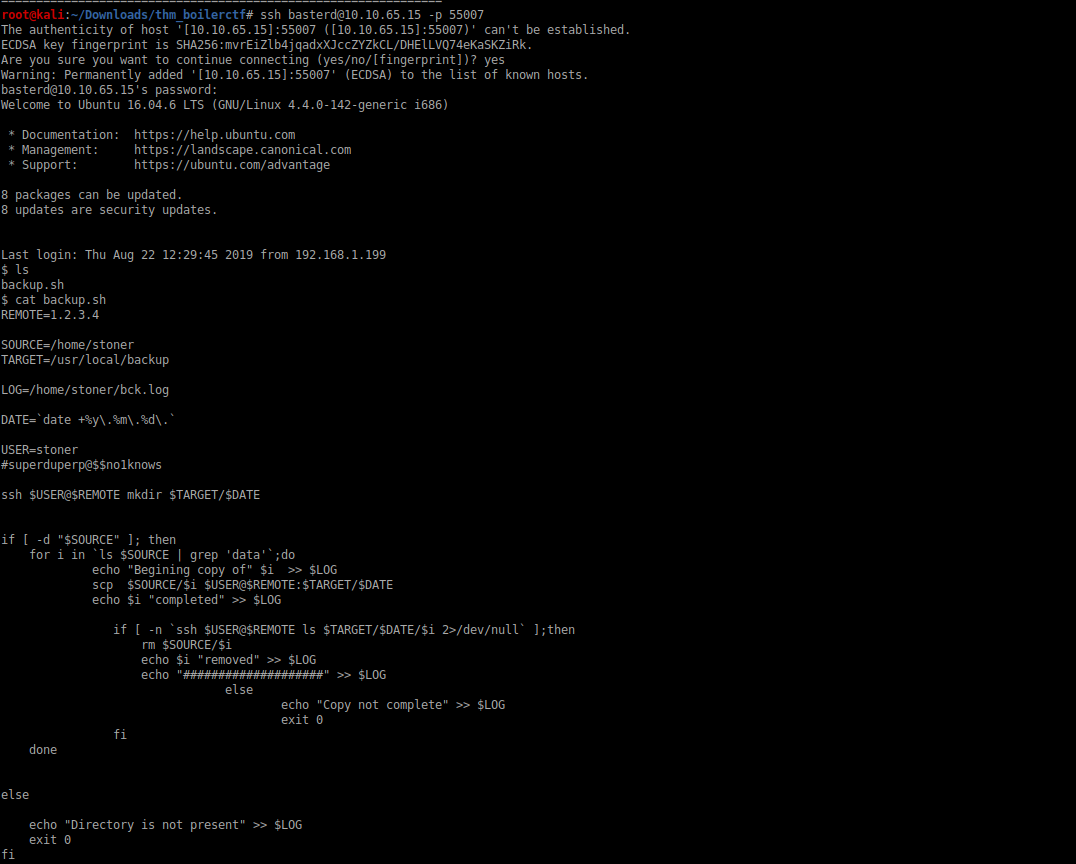 root@kali:~/Downloads/thm_boilerctf# ssh basterd@10.10.65.15 -p 55007
The authenticity of host '[10.10.65.15]:55007 ([10.10.65.15]:55007)' can't be established.
ECDSA key fingerprint is SHA256:mvrEiZlb4jqadxXJccZYZkCL/DHElLVQ74eKaSKZiRk.
Are you sure you want to continue connecting (yes/no/[fingerprint])? yes
Warning: Permanently added '[10.10.65.15]:55007' (ECDSA) to the list of known hosts.
basterd@10.10.65.15's password:
Welcome to Ubuntu 16.04.6 LTS (GNU/Linux 4.4.0-142-generic i686)

 * Documentation:  https://help.ubuntu.com
 * Management:     https://landscape.canonical.com
 * Support:        https://ubuntu.com/advantage

8 packages can be updated.
8 updates are security updates.


Last login: Thu Aug 22 12:29:45 2019 from 192.168.1.199
$ ls
backup.sh
$ cat backup.sh
REMOTE=1.2.3.4

SOURCE=/home/stoner
TARGET=/usr/local/backup

LOG=/home/stoner/bck.log

DATE=`date +%y\.%m\.%d\.`

USER=stoner
#superduperp@$$no1knows

ssh $USER@$REMOTE mkdir $TARGET/$DATE


if [ -d "$SOURCE" ]; then
    for i in `ls $SOURCE | grep 'data'`;do
             echo "Begining copy of" $i  >> $LOG
             scp  $SOURCE/$i $USER@$REMOTE:$TARGET/$DATE
             echo $i "completed" >> $LOG

                if [ -n `ssh $USER@$REMOTE ls $TARGET/$DATE/$i 2>/dev/null` ];then
                    rm $SOURCE/$i
                    echo $i "removed" >> $LOG
                    echo "####################" >> $LOG
                                else
                                        echo "Copy not complete" >> $LOG
                                        exit 0
                fi
    done


else

    echo "Directory is not present" >> $LOG
    exit 0
fi